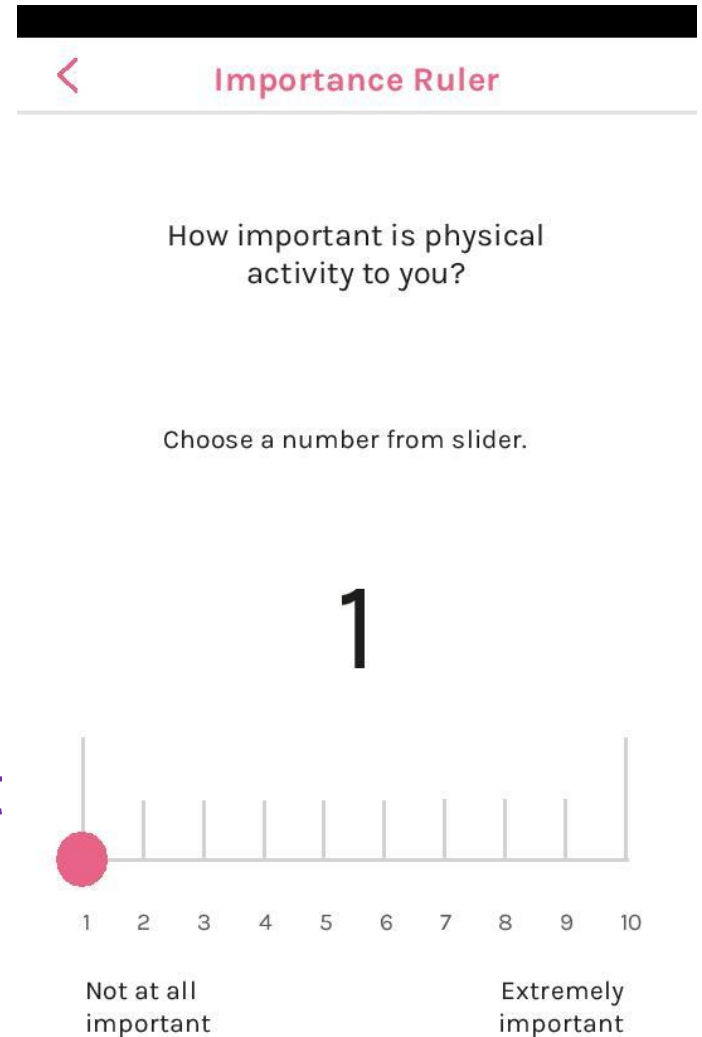 Importance Ruler
How important is physical
activity to you?
Choose a number from slider.
1
1 2 3 4 5 6 7 8 9 10
Not at all Extremely
important important